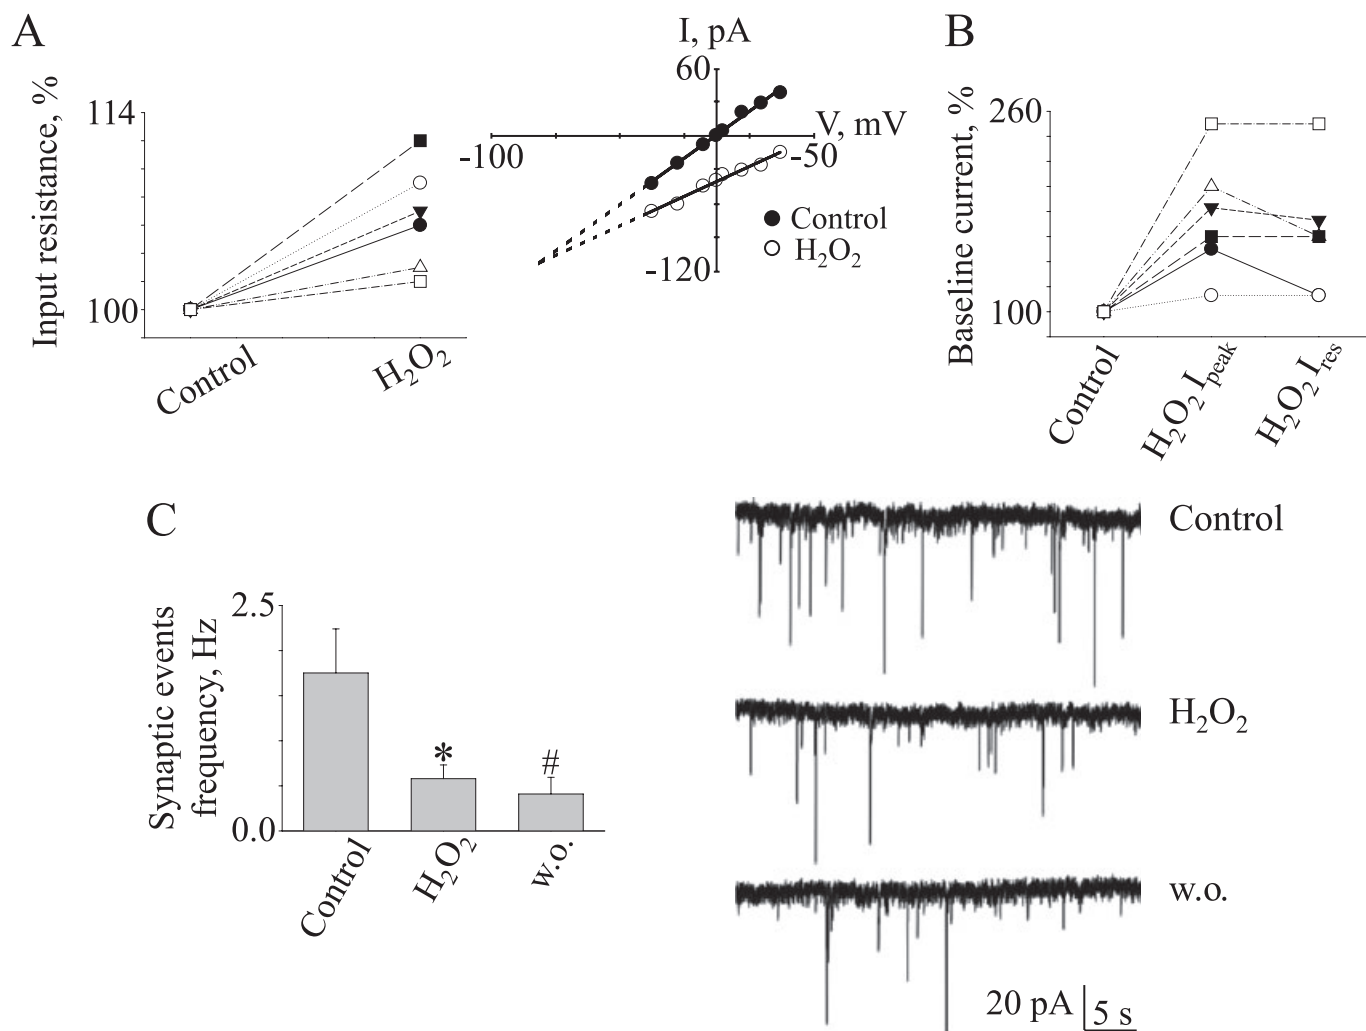 A
Input resistance, %
114
100
Control
H₂O₂
I, pA
60
V, mV
-100
-50
Control
H₂O₂
-120
B
Baseline current, %
260
100
Control
H₂O₂ Ipeak
H₂O₂ Ires
C
Synaptic events
frequency, Hz
2.5
0.0
*
#
Control
H₂O₂
w.o.
Control
H₂O₂
w.o.
20 pA
5 s